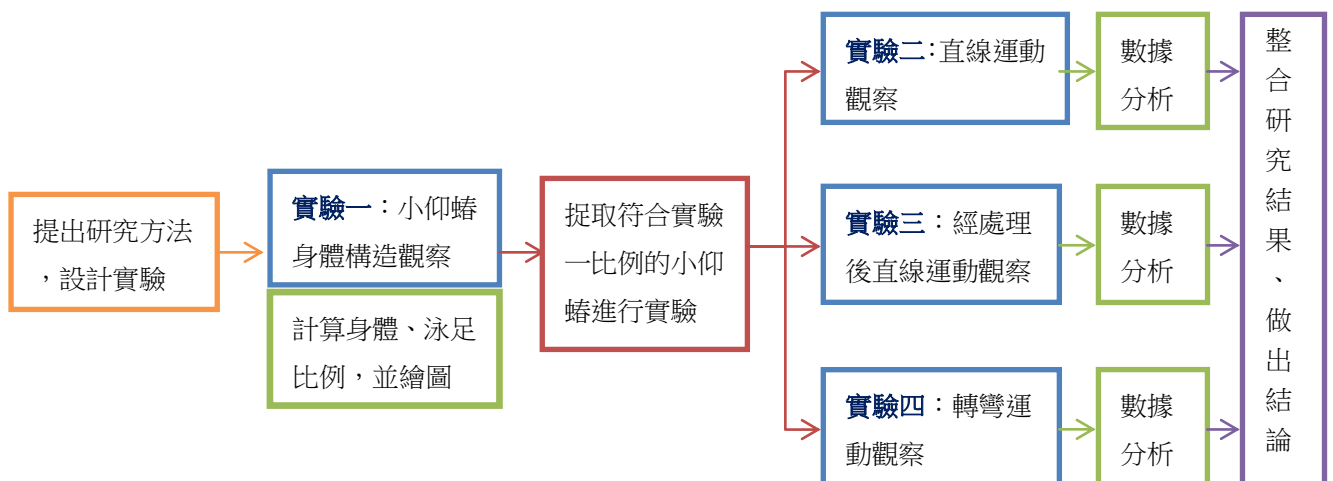 提出研究方法
，設計實驗
實驗一：小仰蝽
身體構造觀察
計算身體、泳足
比例，並繪圖
捉取符合實驗
一比例的小仰
蝽進行實驗
實驗二：直線運動
觀察
數據
分析
實驗三：經處理
後直線運動觀察
數據
分析
實驗四：轉彎運
動觀察
數據
分析
整合研究結果、做出結論